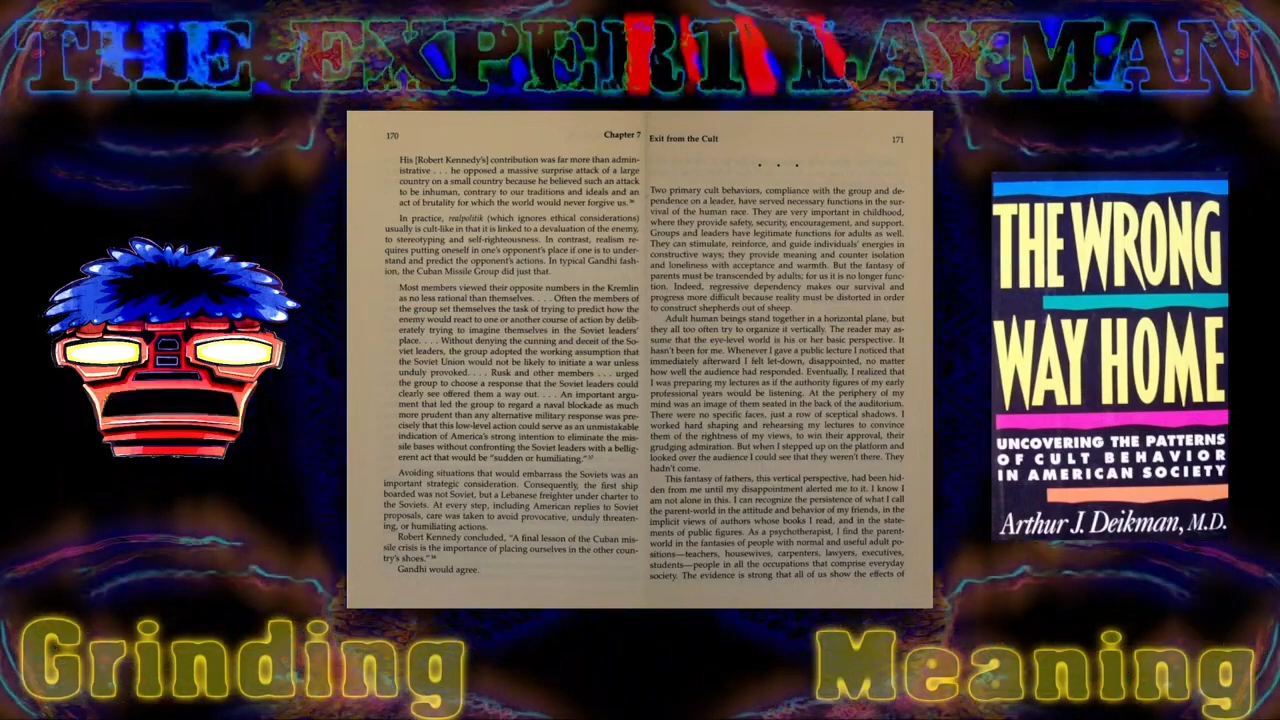 THE EXPERT LAYMAN
170
Chapter 7
His [Robert Kennedy's] contribution was far more than admin-
istrative . . . he opposed a massive surprise attack of a large
country on a small country because he believed such an attack
to be inhuman, contrary to our traditions and ideals and an
act of brutality for which the world would never forgive us.³⁶
In practice, realpolitik (which ignores ethical considerations)
usually is cult-like in that it is linked to a devaluation of the enemy,
to stereotyping and self-righteousness. In contrast, realism re-
quires putting oneself in one's opponent's place if one is to under-
stand and predict the opponent's actions. In typical Gandhi fash-
ion, the Cuban Missile Group did just that.
Most members viewed their opposite numbers in the Kremlin
as no less rational than themselves. . . . Often the members of
the group set themselves the task of trying to predict how the
enemy would react to one or another course of action by delib-
erately trying to imagine themselves in the Soviet leaders'
place. . . . Without denying the cunning and deceit of the So-
viet leaders, the group adopted the working assumption that
the Soviet Union would not be likely to initiate a war unless
unduly provoked. . . . Rusk and other members . . . urged
the group to choose a response that the Soviet leaders could
clearly see offered them a way out. . . . An important argu-
ment that led the group to regard a naval blockade as much
more prudent than any alternative military response was pre-
cisely that this low-level action could serve as an unmistakable
indication of America's strong intention to eliminate the mis-
sile bases without confronting the Soviet leaders with a bellig-
erent act that would be "sudden or humiliating."³⁷
Avoiding situations that would embarrass the Soviets was an
important strategic consideration. Consequently, the first ship
boarded was not Soviet, but a Lebanese freighter under charter to
the Soviets. At every step, including American replies to Soviet
proposals, care was taken to avoid provocative, unduly threaten-
ing, or humiliating actions.
Robert Kennedy concluded, "A final lesson of the Cuban mis-
sile crisis is the importance of placing ourselves in the other coun-
try's shoes."³⁸
Gandhi would agree.
Exit from the Cult
171
. . .
Two primary cult behaviors, compliance with the group and de-
pendence on a leader, have served necessary functions in the sur-
vival of the human race. They are very important in childhood,
where they provide safety, security, encouragement, and support.
Groups and leaders have legitimate functions for adults as well.
They can stimulate, reinforce, and guide individuals' energies in
constructive ways; they provide meaning and counter isolation
and loneliness with acceptance and warmth. But the fantasy of
parents must be transcended by adults; for us it is no longer func-
tion. Indeed, regressive dependency makes our survival and
progress more difficult because reality must be distorted in order
to construct shepherds out of sheep.
Adult human beings stand together in a horizontal plane, but
they all too often try to organize it vertically. The reader may as-
sume that the eye-level world is his or her basic perspective. It
hasn't been for me. Whenever I gave a public lecture I noticed that
immediately afterward I felt let-down, disappointed, no matter
how well the audience had responded. Eventually, I realized that
I was preparing my lectures as if the authority figures of my early
professional years would be listening. At the periphery of my
mind was an image of them seated in the back of the auditorium.
There were no specific faces, just a row of sceptical shadows. I
worked hard shaping and rehearsing my lectures to convince
them of the rightness of my views, to win their approval, their
grudging admiration. But when I stepped up on the platform and
looked over the audience I could see that they weren't there. They
hadn't come.
This fantasy of fathers, this vertical perspective, had been hid-
den from me until my disappointment alerted me to it. I know I
am not alone in this. I can recognize the persistence of what I call
the parent-world in the attitude and behavior of my friends, in the
implicit views of authors whose books I read, and in the state-
ments of public figures. As a psychotherapist, I find the parent-
world in the fantasies of people with normal and useful adult po-
sitions—teachers, housewives, carpenters, lawyers, executives,
students—people in all the occupations that comprise everyday
society. The evidence is strong that all of us show the effects of
THE WRONG
WAY HOME
UNCOVERING THE PATTERNS
OF CULT BEHAVIOR
IN AMERICAN SOCIETY
Arthur J. Deikman, M.D.
Grinding
Meaning